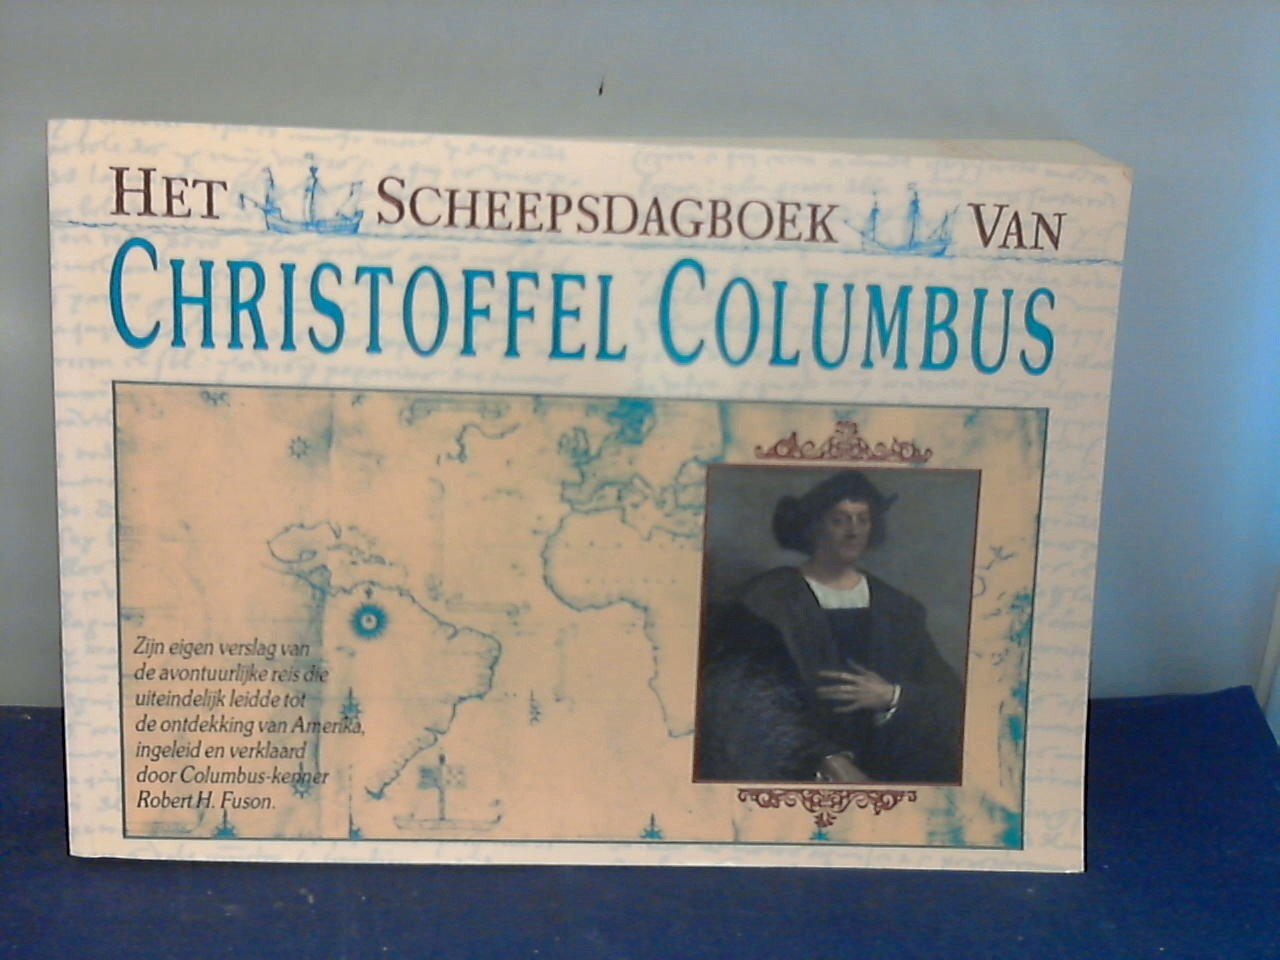 HET SCHEEPSDAGBOEK VAN
CHRISTOFFEL COLUMBUS
Zijn eigen verslag van
de avontuurlijke reis die
uiteindelijk leidde tot
de ontdekking van Amerika,
ingeleid en verklaard
door Columbus-kenner
Robert H. Fuson.